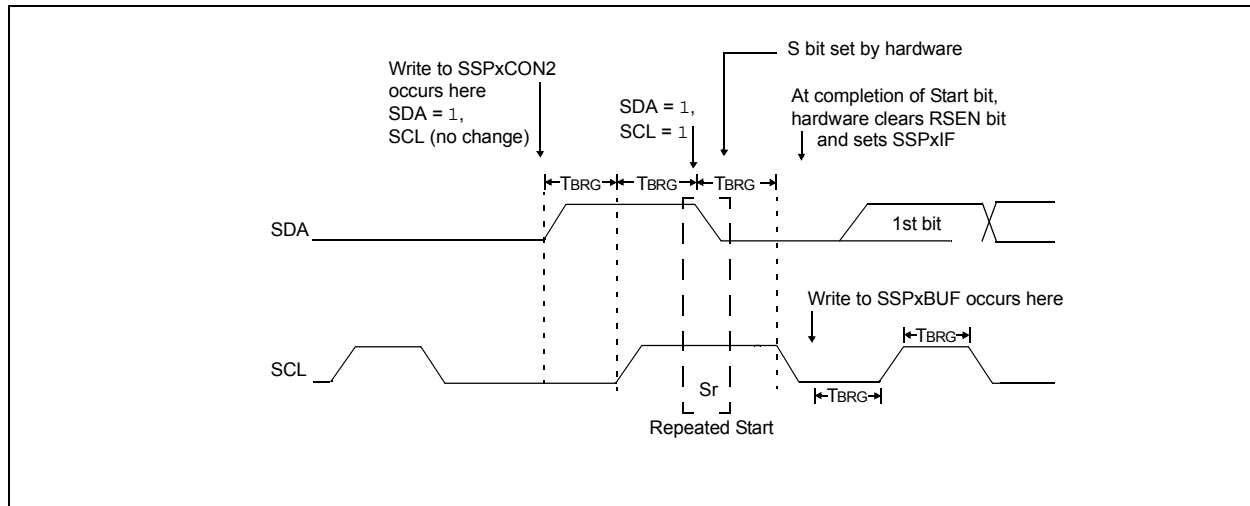 S bit set by hardware
Write to SSPxCON2
occurs here
SDA = 1,
SCL (no change)
SDA = 1,
SCL = 1
At completion of Start bit,
hardware clears RSEN bit
and sets SSPxIF
TBRG TBRG TBRG
SDA
1st bit
Write to SSPxBUF occurs here
TBRG
SCL
Sr
TBRG
Repeated Start